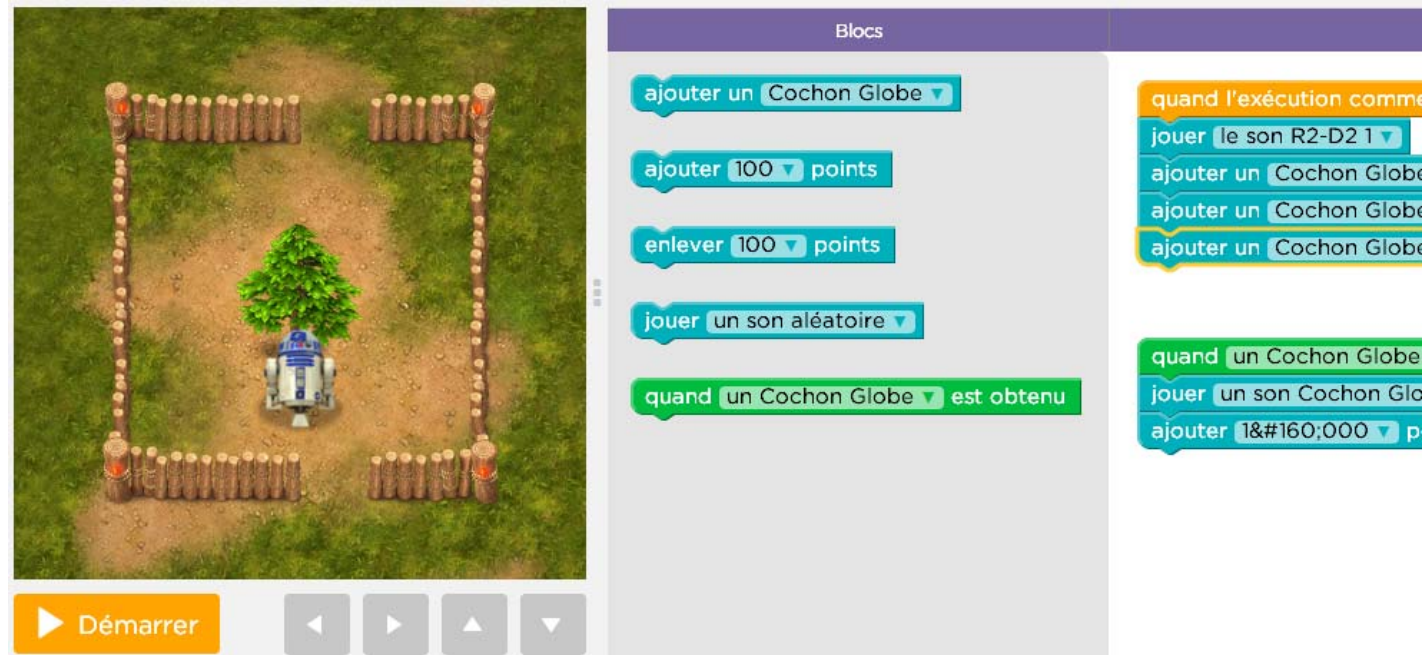 Blocs
ajouter un Cochon Globe
ajouter 100 points
enlever 100 points
jouer un son aléatoire
quand un Cochon Globe est obtenu
quand l'exécution comme
jouer le son R2-D2 1
ajouter un Cochon Globe
ajouter un Cochon Globe
ajouter un Cochon Globe
quand un Cochon Globe
jouer un son Cochon Glo
ajouter 1&#160;000 p
Démarrer